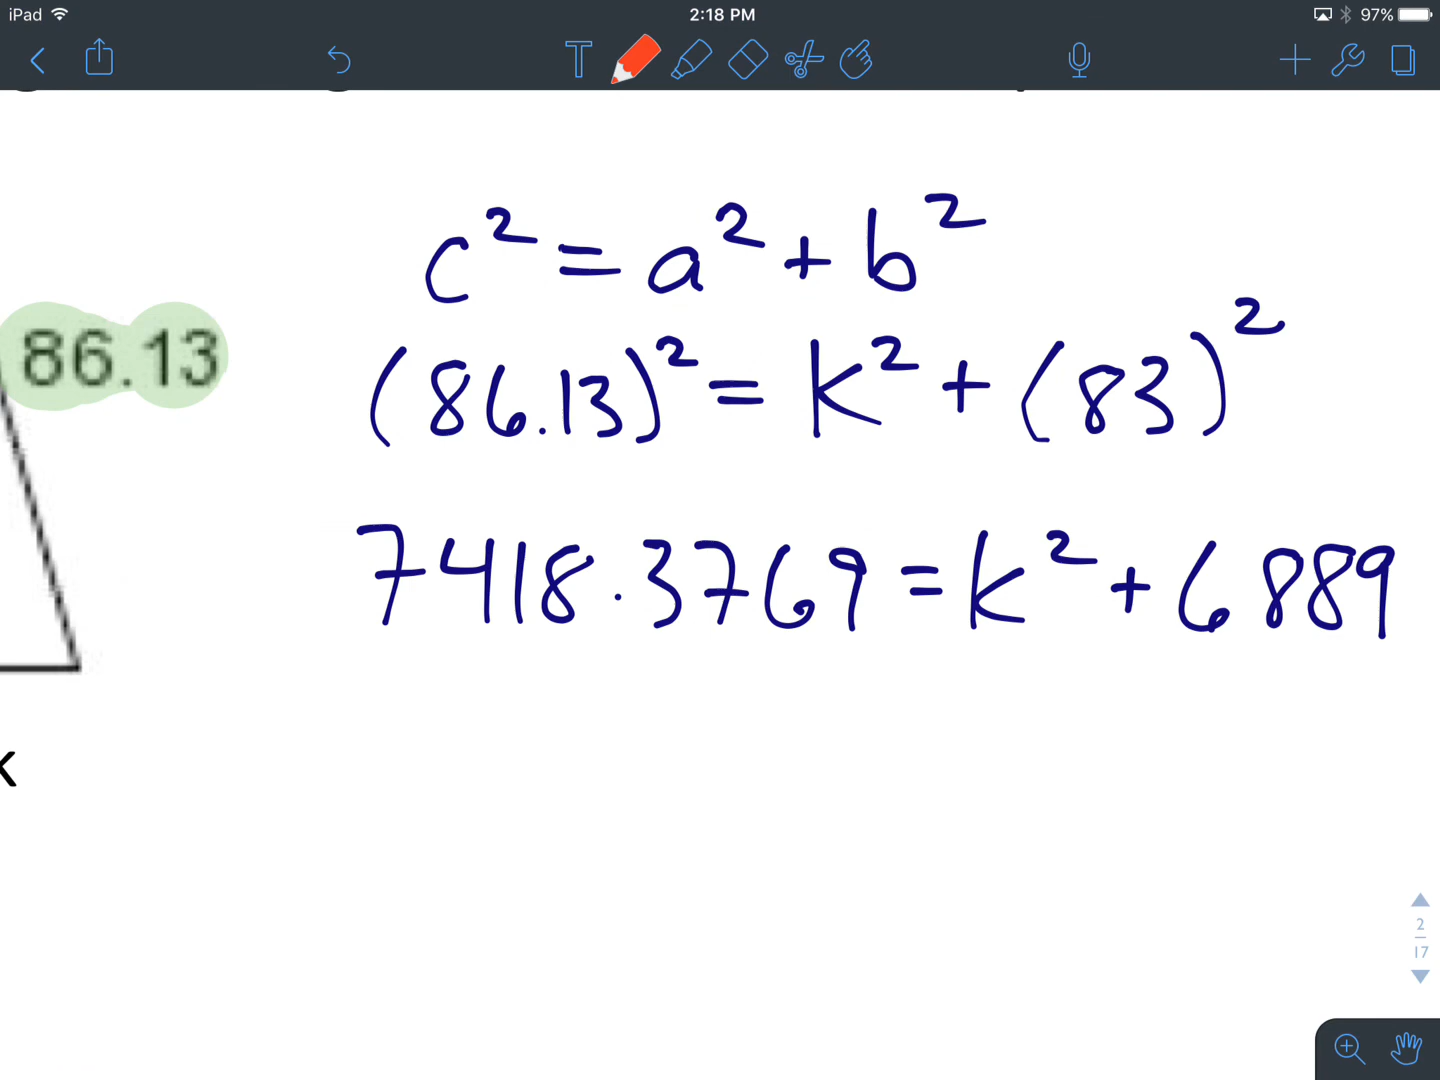 iPad 2:18 PM 97%
T
c² = a² + b²
86.13
(86.13)² = k² + (83)²
7418.3769 = k² + 6889
K
2
17